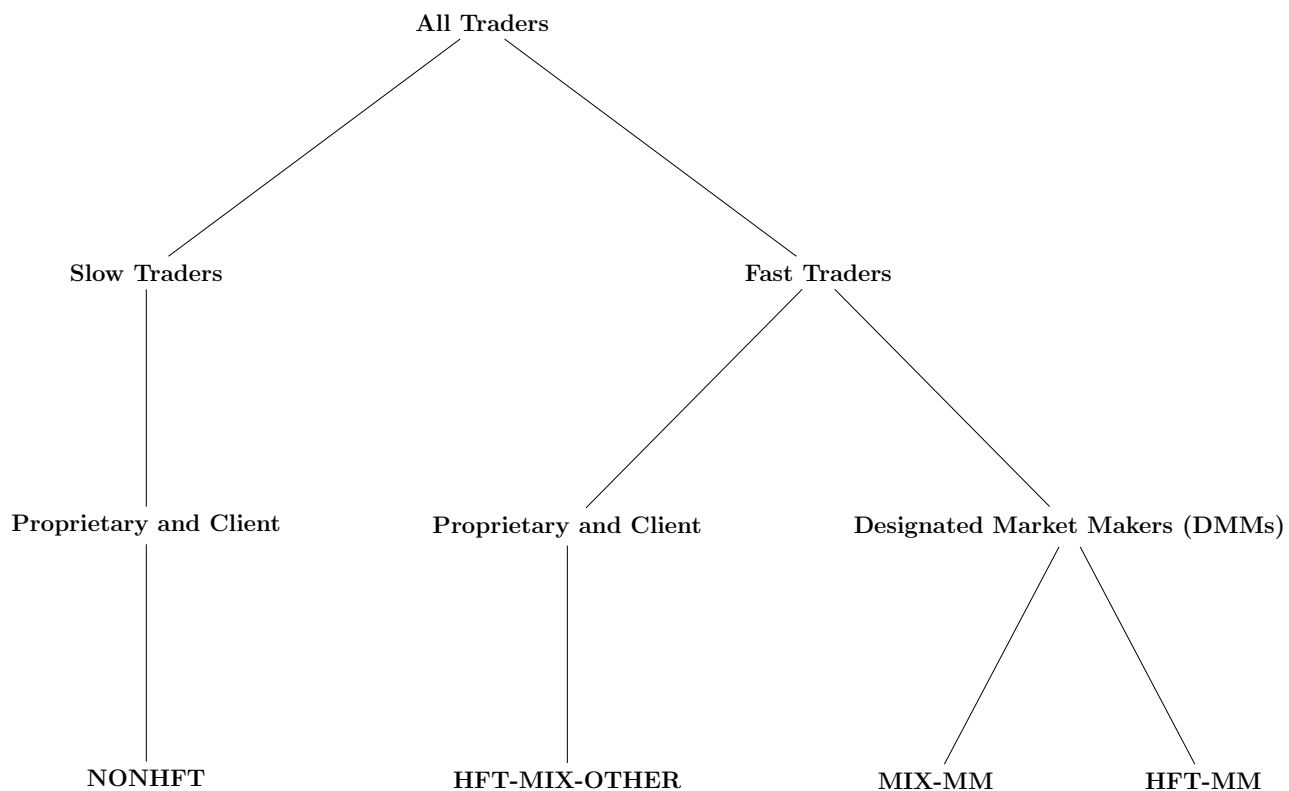 All Traders
Slow Traders
Fast Traders
Proprietary and Client
Proprietary and Client
Designated Market Makers (DMMs)
NONHFT
HFT-MIX-OTHER
MIX-MM
HFT-MM